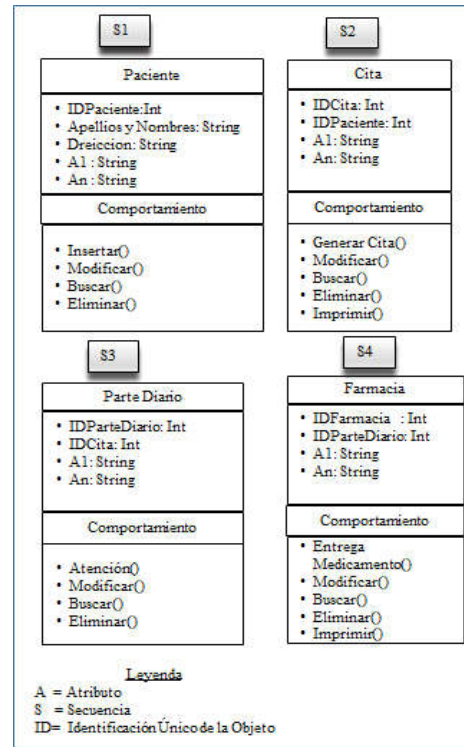 S1
Paciente
• IDPaciente:Int
• Apellios y Nombres: String
• Dreiccion: String
• A1 : String
• An : String
Comportamiento
• Insertar()
• Modificar()
• Buscar()
• Eliminar()
S2
Cita
• IDCita: Int
• IDPaciente: Int
• A1: String
• An: String
Comportamiento
• Generar Cita()
• Modificar()
• Buscar()
• Eliminar()
• Imprimir()
S3
Parte Diario
• IDParteDiario: Int
• IDCita: Int
• A1: String
• An: String
Comportamiento
• Atención()
• Modificar()
• Buscar()
• Eliminar()
S4
Farmacia
• IDFarmacia : Int
• IDParteDiario: Int
• A1: String
• An: String
Comportamiento
• Entrega
Medicamento()
• Modificar()
• Buscar()
• Eliminar()
• Imprimir()
Leyenda
A = Atributo
S = Secuencia
ID= Identificación Único de la Objeto